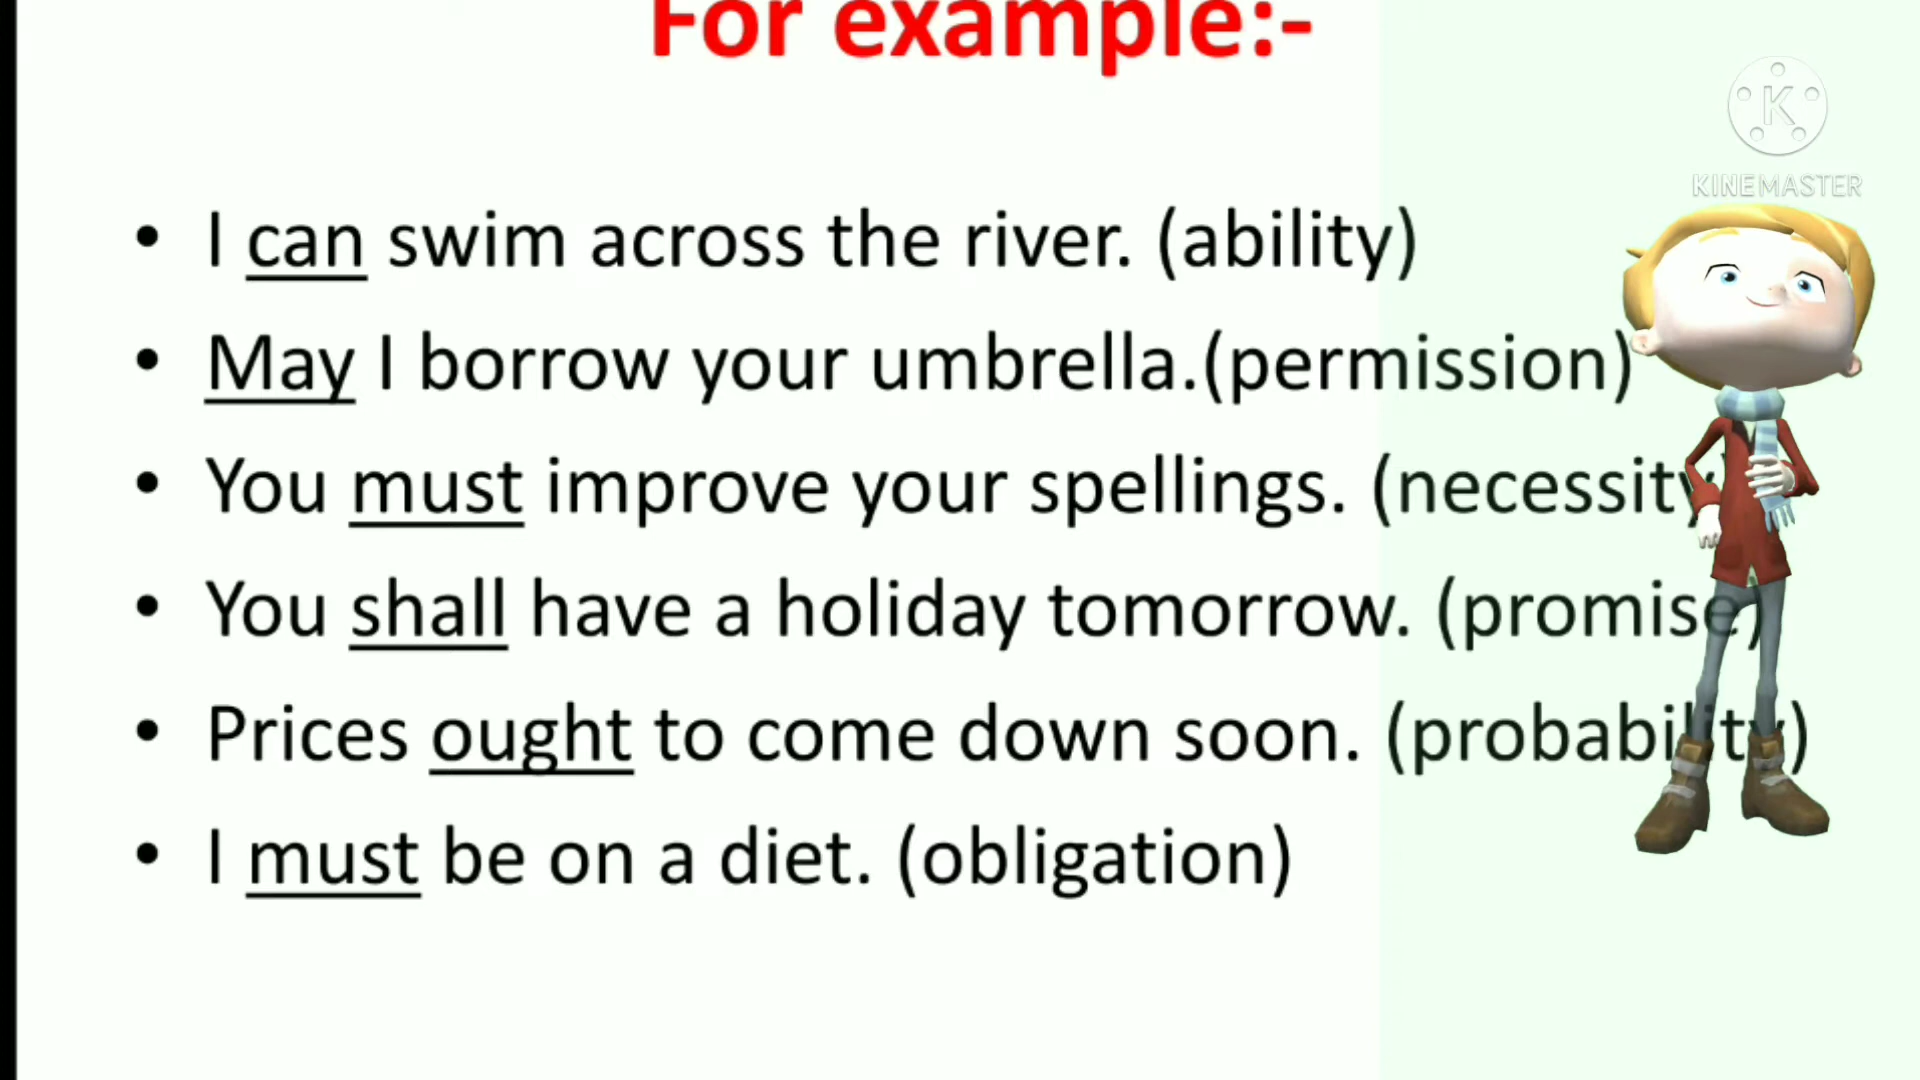 For example:-
KINEMASTER
• I can swim across the river. (ability)
• May I borrow your umbrella.(permission)
• You must improve your spellings. (necessity)
• You shall have a holiday tomorrow. (promise)
• Prices ought to come down soon. (probability)
• I must be on a diet. (obligation)